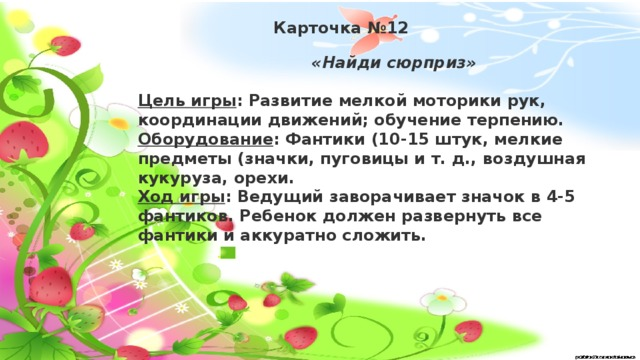 Карточка №12
«Найди сюрприз»
Цель игры: Развитие мелкой моторики рук,
координации движений; обучение терпению.
Оборудование: Фантики (10-15 штук, мелкие
предметы (значки, пуговицы и т. д., воздушная
кукуруза, орехи.
Ход игры: Ведущий заворачивает значок в 4-5
фантиков. Ребенок должен развернуть все
фантики и аккуратно сложить.